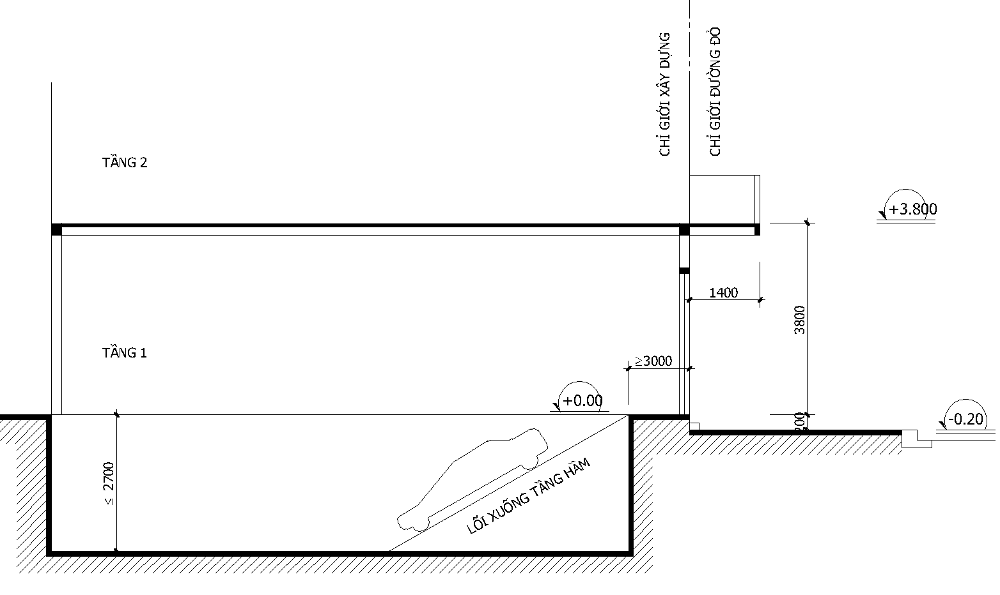 CHỈ GIỚI XÂY DỰNG
CHỈ GIỚI ĐƯỜNG ĐỎ
TẦNG 2
+3.800
1400
3800
TẦNG 1
≥3000
+0.00
200
-0.20
≤ 2700
LỐI XUỐNG TẦNG HẦM